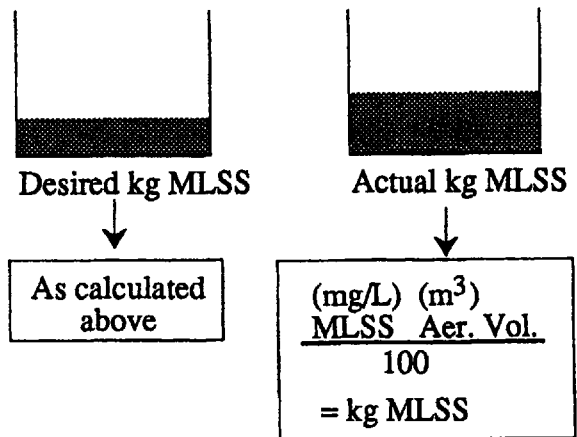 Desired kg MLSS
As calculated
above
Actual kg MLSS
(mg/L) (m³)
MLSS Aer. Vol.
100
= kg MLSS